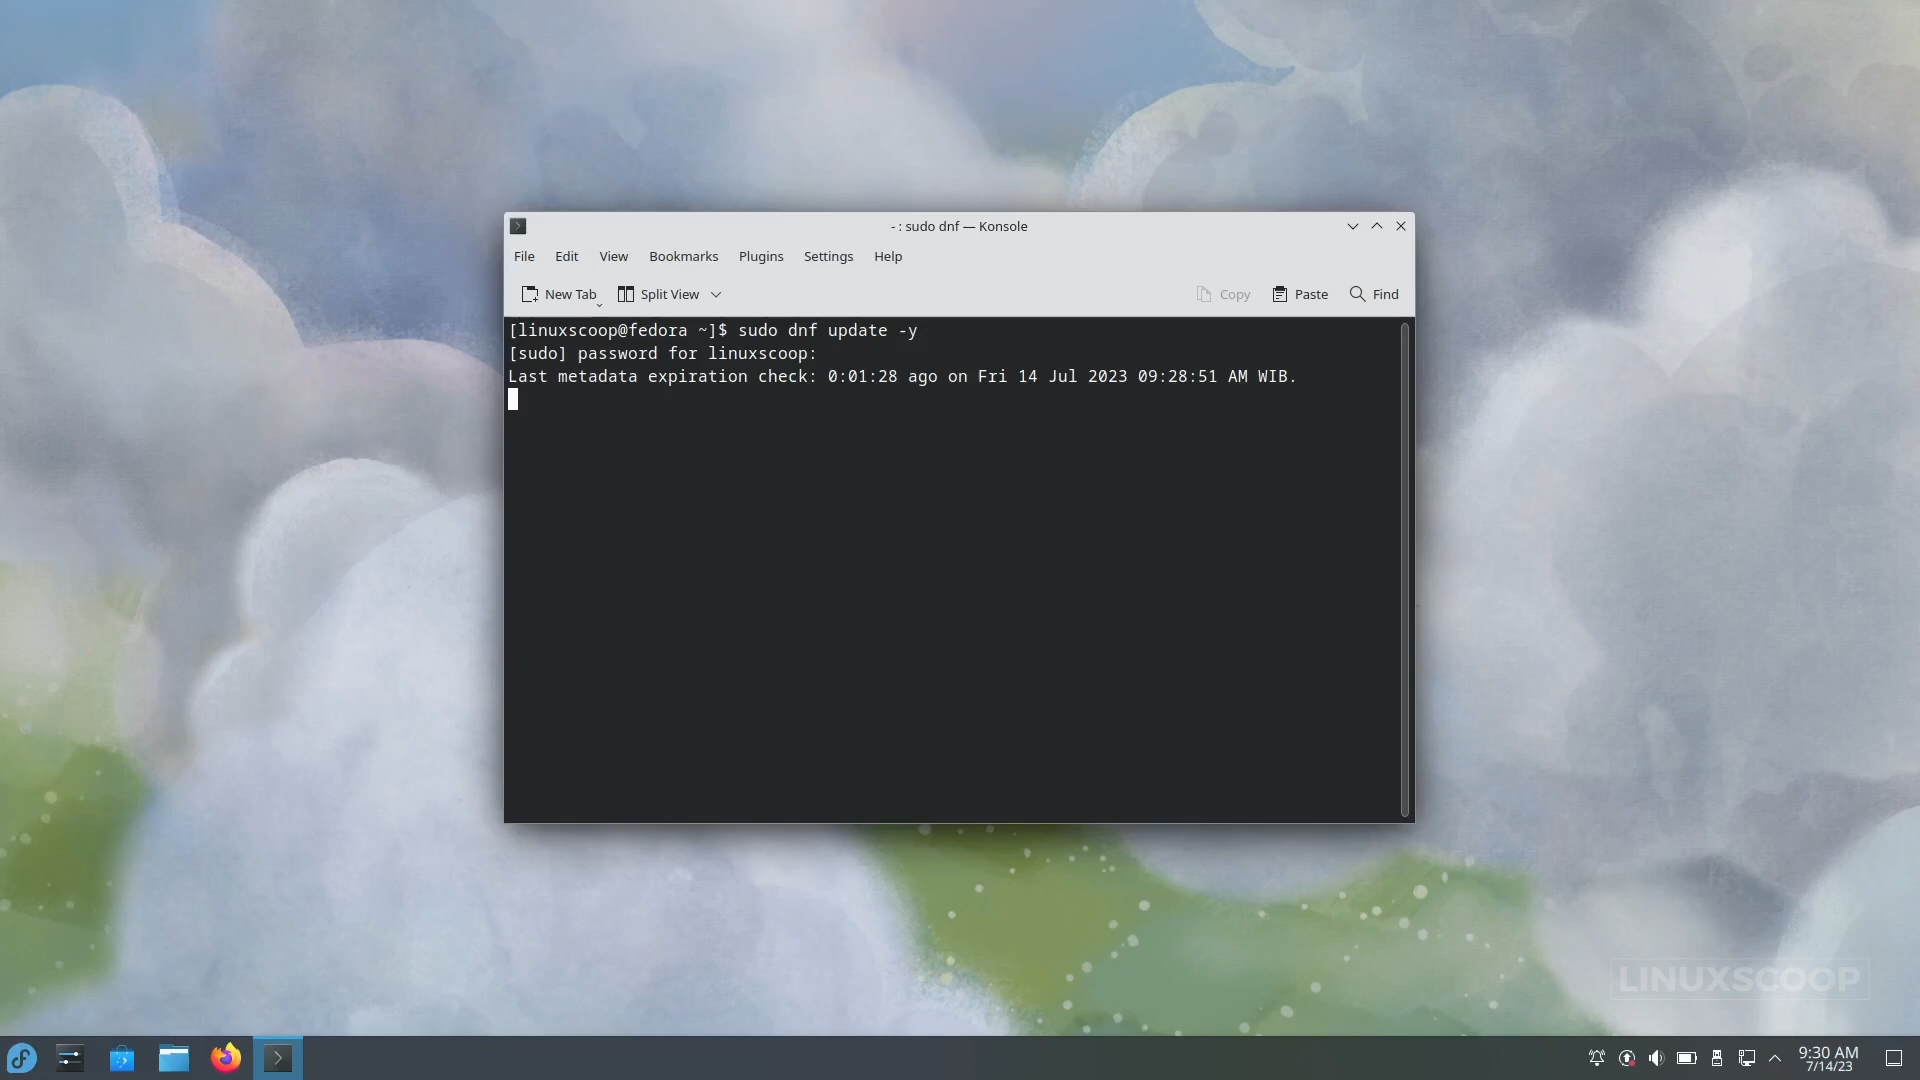 - : sudo dnf — Konsole
File Edit View Bookmarks Plugins Settings Help
New Tab Split View Copy Paste Find
[linuxscoop@fedora ~]$ sudo dnf update -y
[sudo] password for linuxscoop:
Last metadata expiration check: 0:01:28 ago on Fri 14 Jul 2023 09:28:51 AM WIB.
LINUXSCOOP
9:30 AM
7/14/23